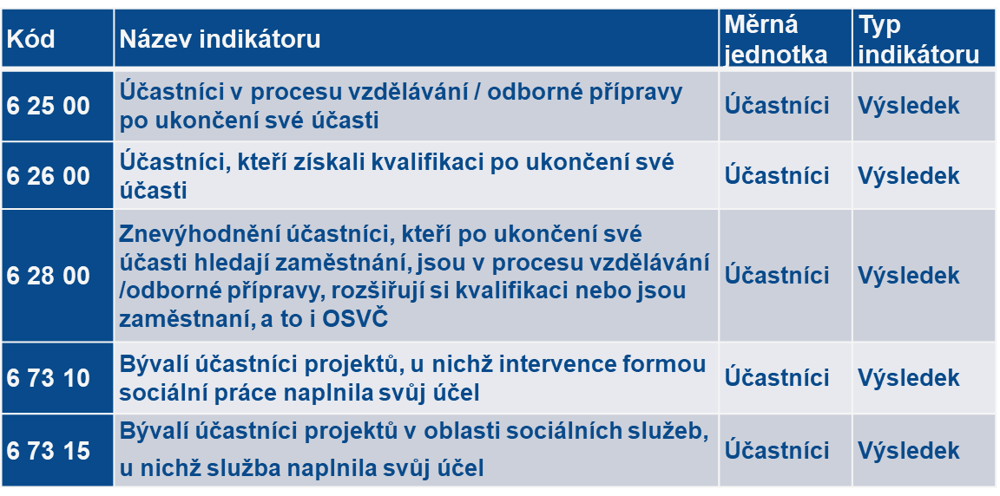 Kód
Název indikátoru
Měrná
jednotka
Typ
indikátoru
6 25 00
Účastníci v procesu vzdělávání / odborné přípravy
po ukončení své účasti
Účastníci
Výsledek
6 26 00
Účastníci, kteří získali kvalifikaci po ukončení své
účasti
Účastníci
Výsledek
6 28 00
Znevýhodnění účastníci, kteří po ukončení své
účasti hledají zaměstnání, jsou v procesu vzdělávání
/odborné přípravy, rozšiřují si kvalifikaci nebo jsou
zaměstnaní, a to i OSVČ
Účastníci
Výsledek
6 73 10
Bývalí účastníci projektů, u nichž intervence formou
sociální práce naplnila svůj účel
Účastníci
Výsledek
6 73 15
Bývalí účastníci projektů v oblasti sociálních služeb,
u nichž služba naplnila svůj účel
Účastníci
Výsledek